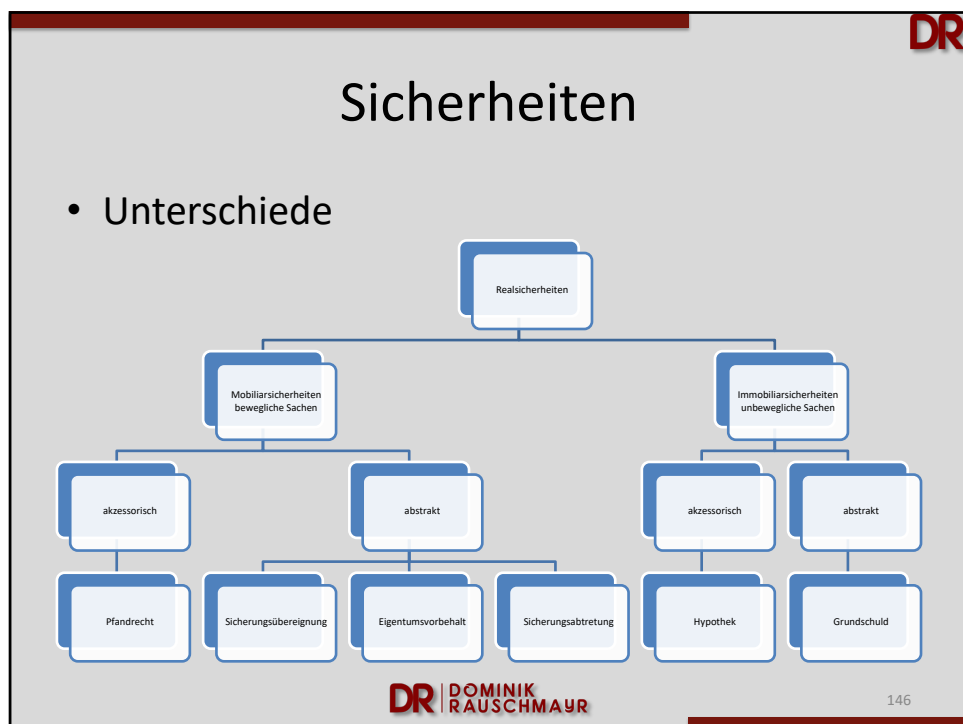 DR
Sicherheiten
• Unterschiede
Realsicherheiten
Mobiliarsicherheiten
bewegliche Sachen
Immobiliarsicherheiten
unbewegliche Sachen
akzessorisch
abstrakt
akzessorisch
abstrakt
Pfandrecht
Sicherungsübereignung
Eigentumsvorbehalt
Sicherungsabtretung
Hypothek
Grundschuld
DR DOMINIK
RAUSCHMAYR
146